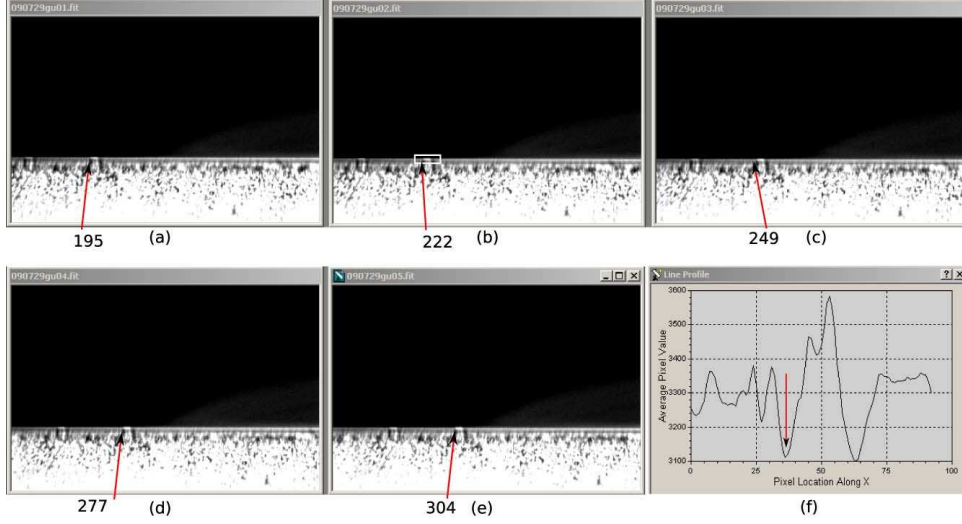 090729gu01.fit
090729gu02.fit
090729gu03.fit
195
(a)
222
(b)
249
(c)
090729gu04.fit
090729gu05.fit
Line Profile
277
(d)
304
(e)
3600
3500
3400
3300
3200
3100
Average Pixel Value
0
25
50
75
100
Pixel Location Along X
(f)